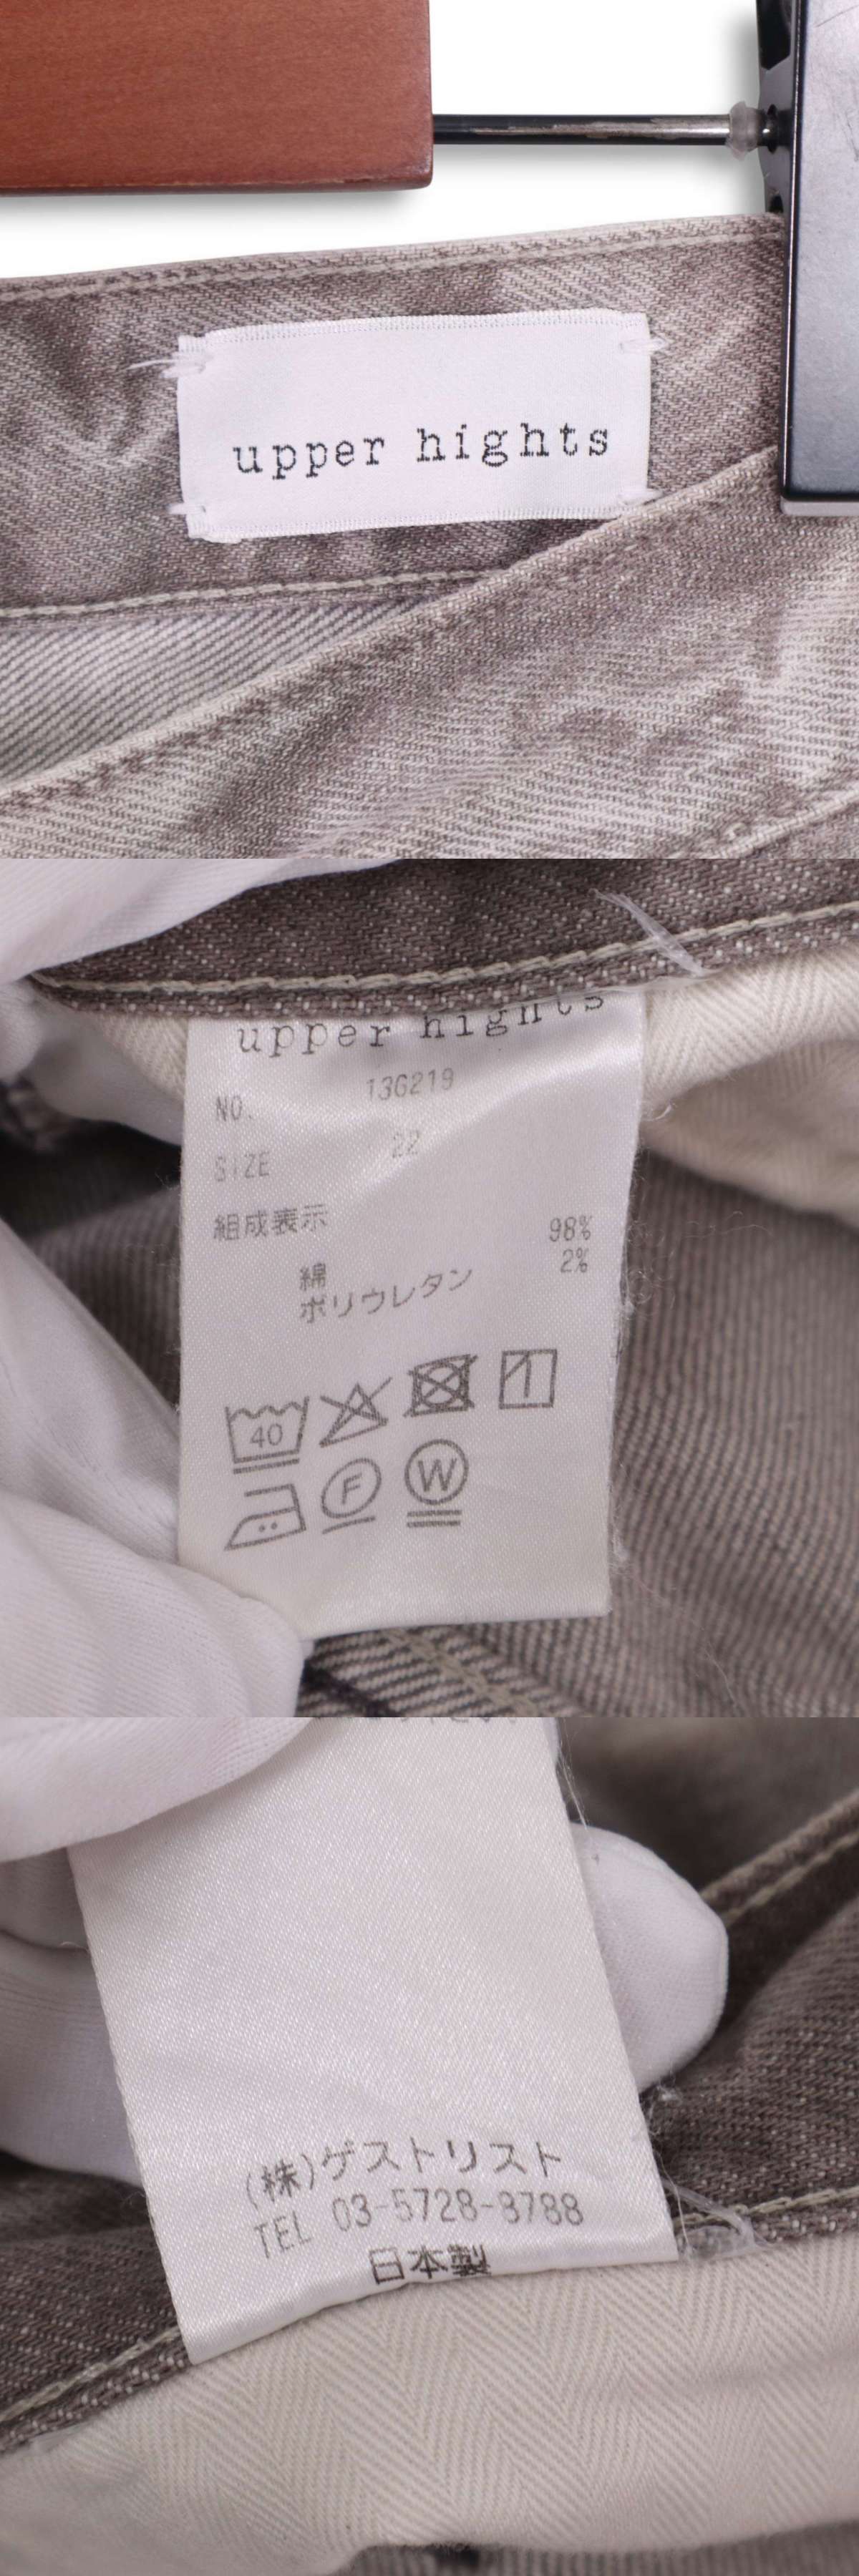 upper hights
upper hights
NO. 13G219
SIZE 22
組成表示
綿 98%
ポリウレタン 2%
40
F W
(株)ゲストリスト
TEL 03-5728-8788
日本製